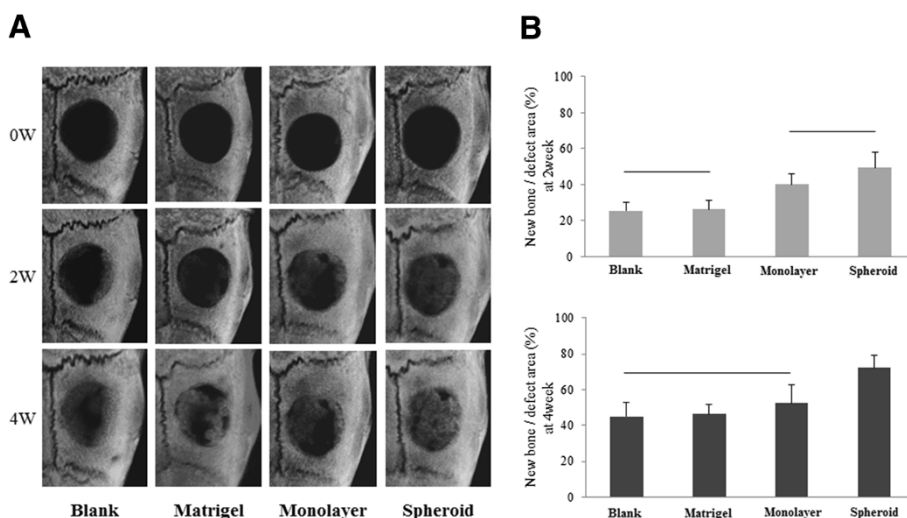 A
B
0W
2W
4W
Blank Matrigel Monolayer Spheroid
New bone / defect area (%)
at 2week
100
80
60
40
20
0
Blank Matrigel Monolayer Spheroid
New bone / defect area (%)
at 4week
100
80
60
40
20
0
Blank Matrigel Monolayer Spheroid